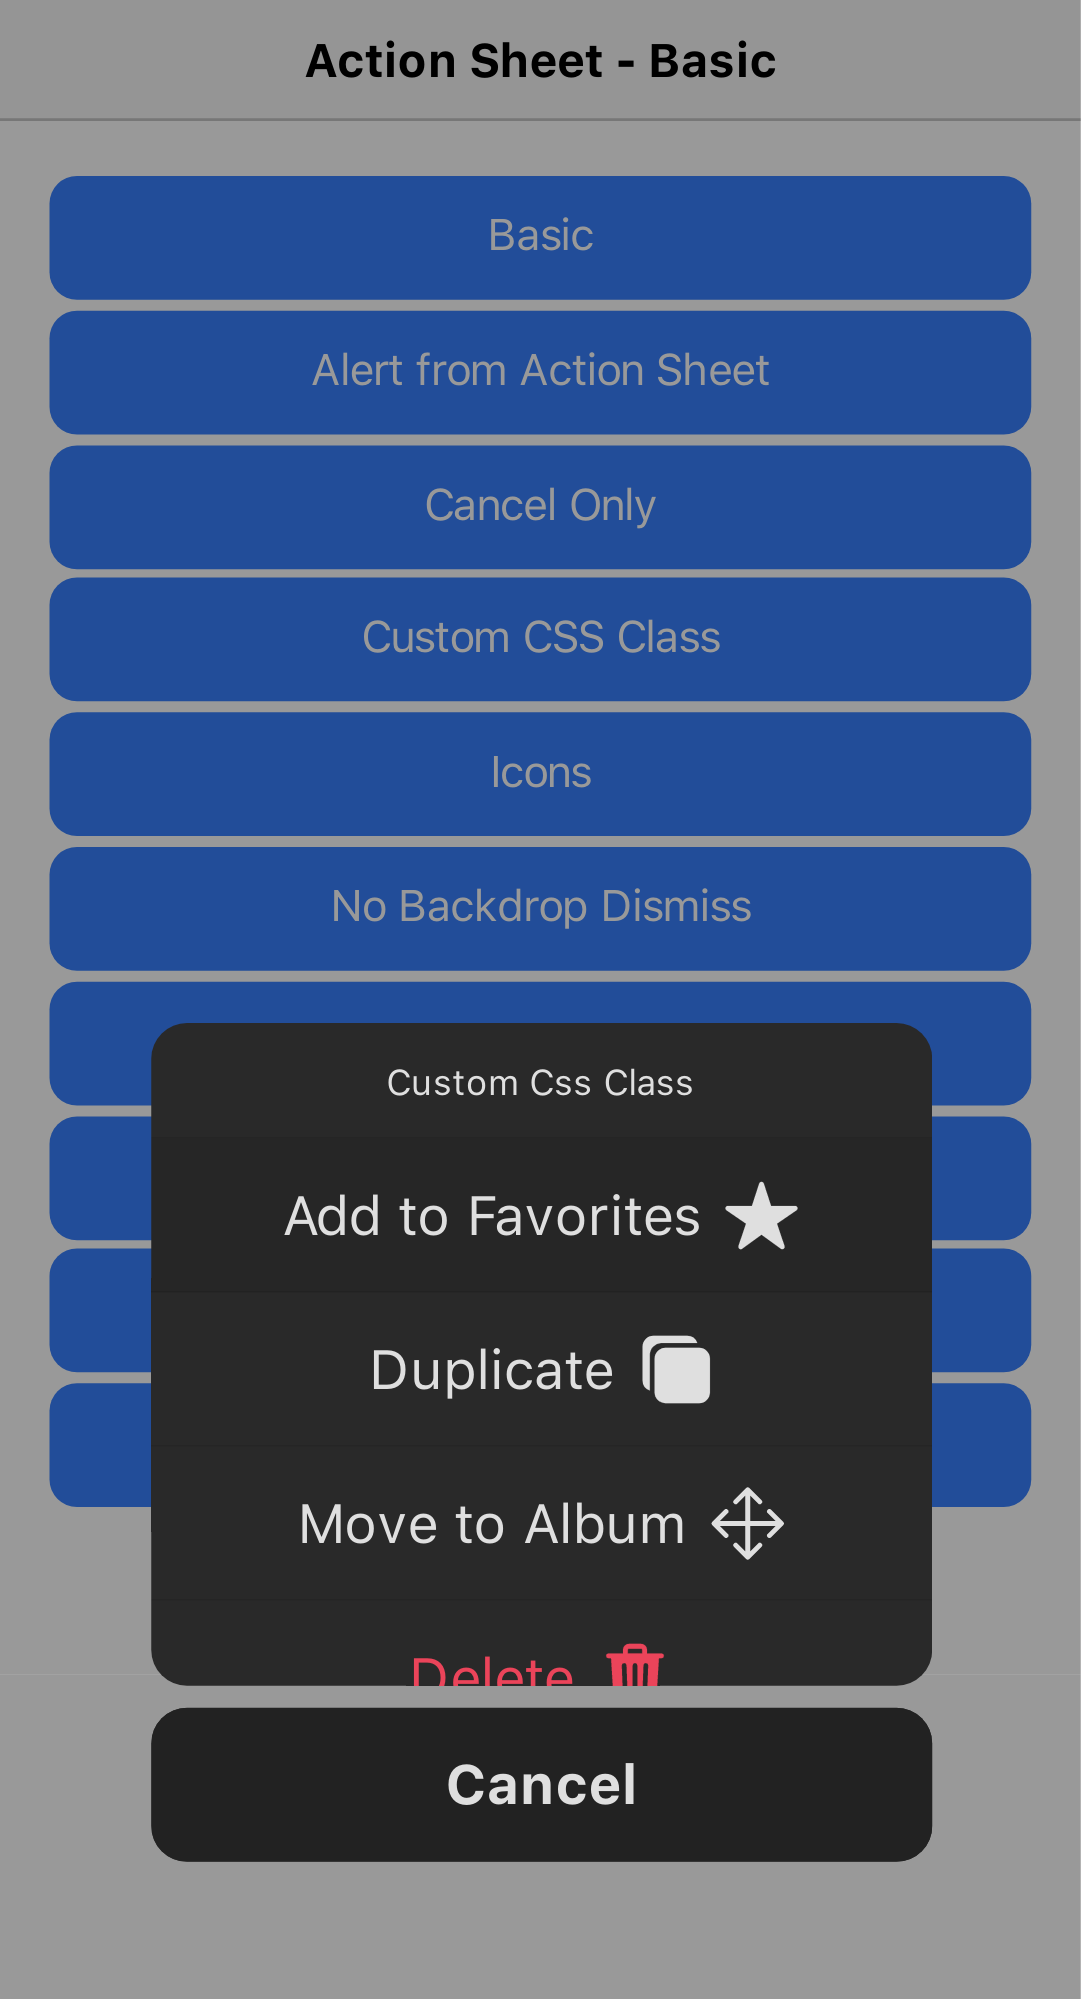 Action Sheet - Basic
Basic
Alert from Action Sheet
Cancel Only
Custom CSS Class
Icons
No Backdrop Dismiss
Custom Css Class
Add to Favorites
Duplicate
Move to Album
Delete
Cancel